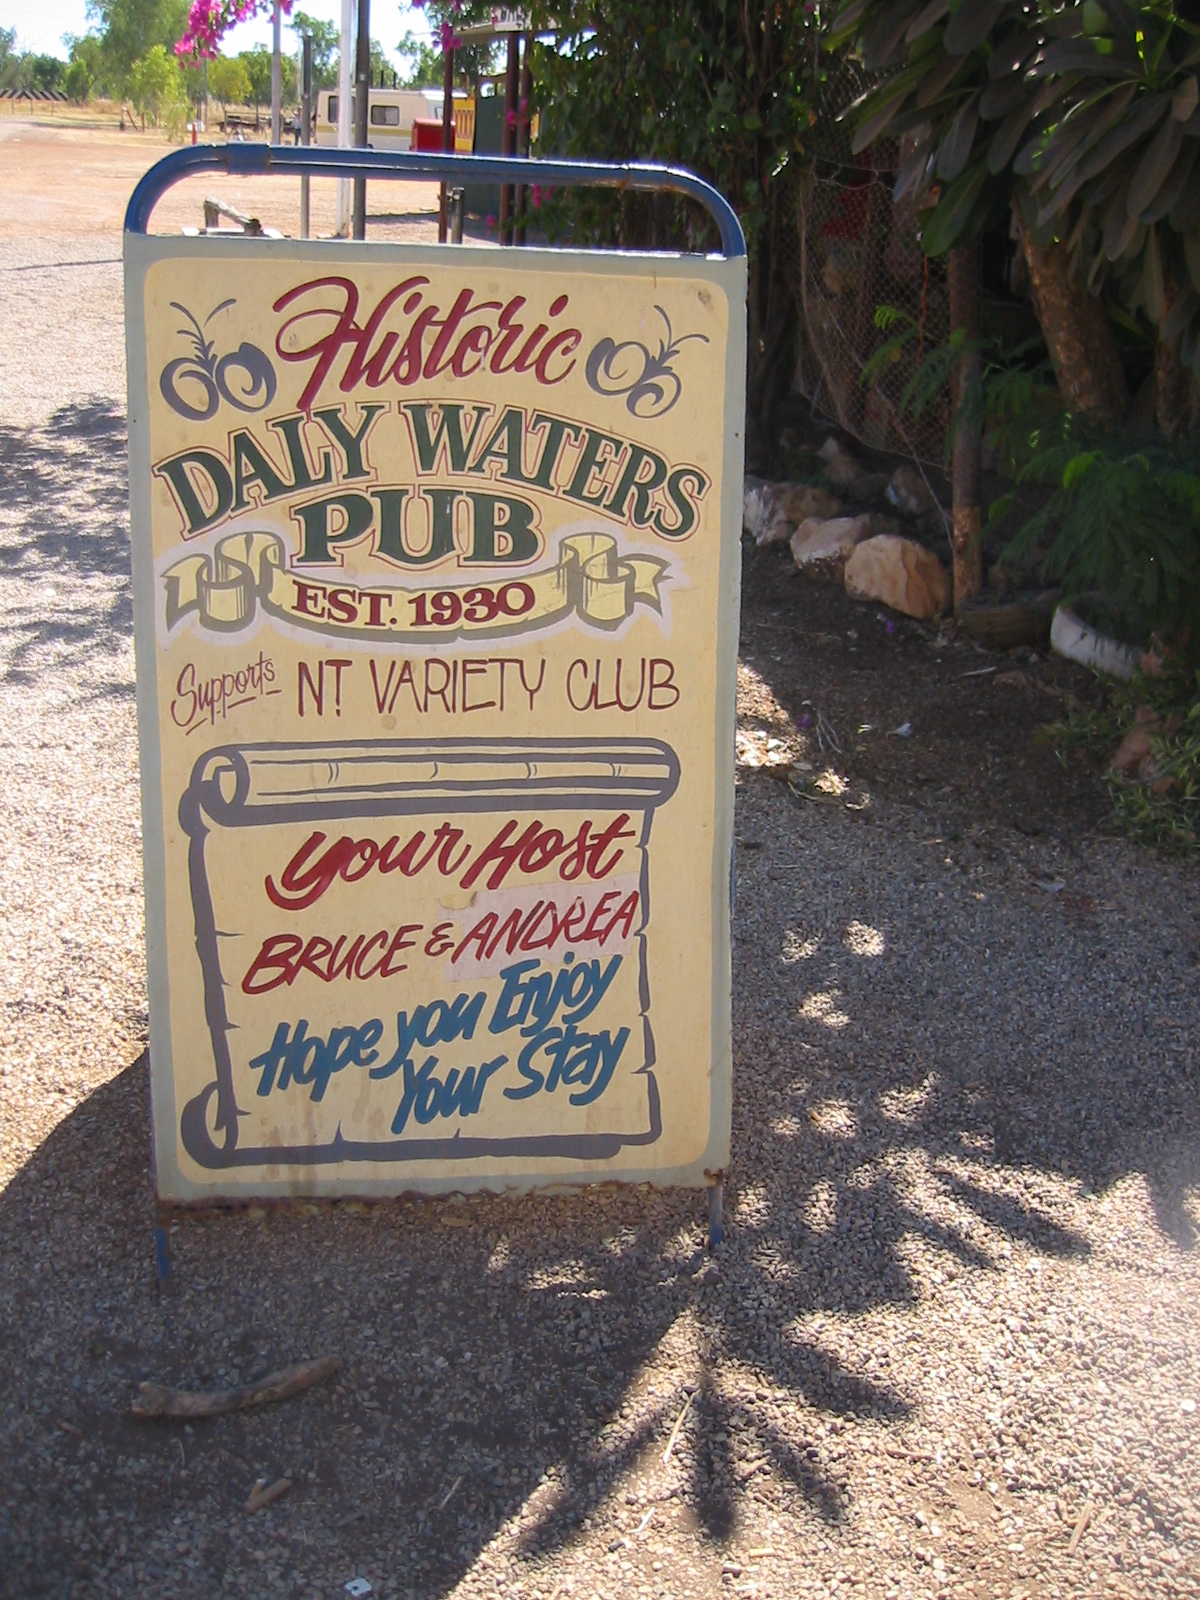 Historic
DALY WATERS
PUB
EST. 1930
Supports NT. VARIETY CLUB
Your Host
BRUCE & ANDREA
Hope you Enjoy
Your Stay